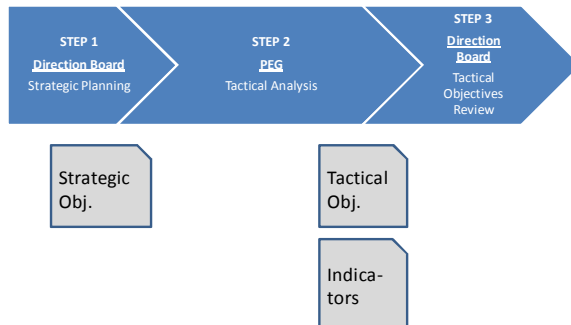 STEP 1
Direction Board
Strategic Planning
STEP 2
PEG
Tactical Analysis
STEP 3
Direction
Board
Tactical
Objectives
Review
Strategic
Obj.
Tactical
Obj.
Indica-
tors